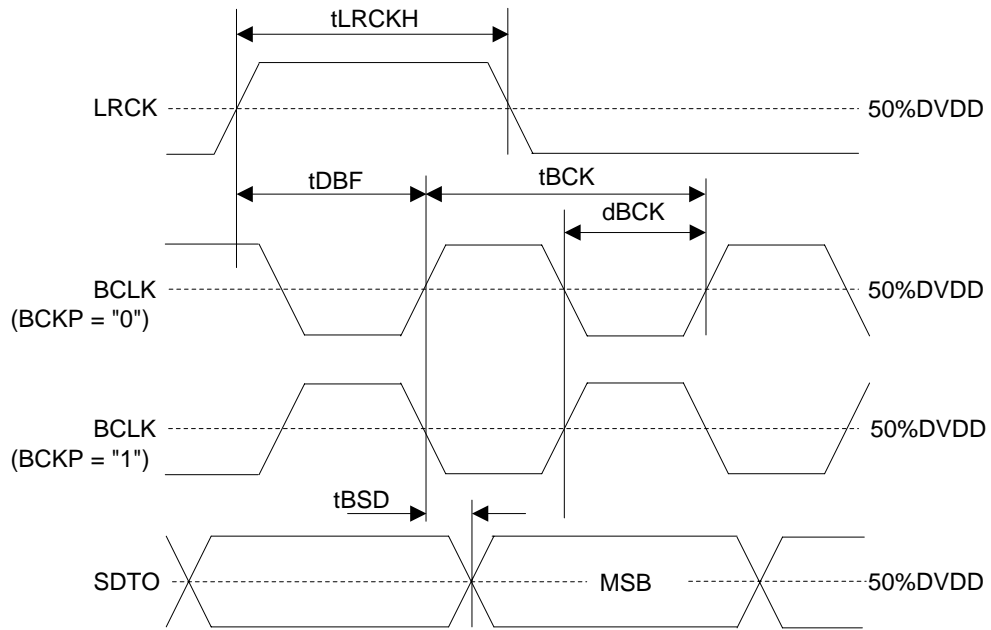 tLRCKH
LRCK
50%DVDD
tDBF
tBCK
dBCK
BCLK
(BCKP = "0")
50%DVDD
BCLK
(BCKP = "1")
50%DVDD
tBSD
SDTO
MSB
50%DVDD